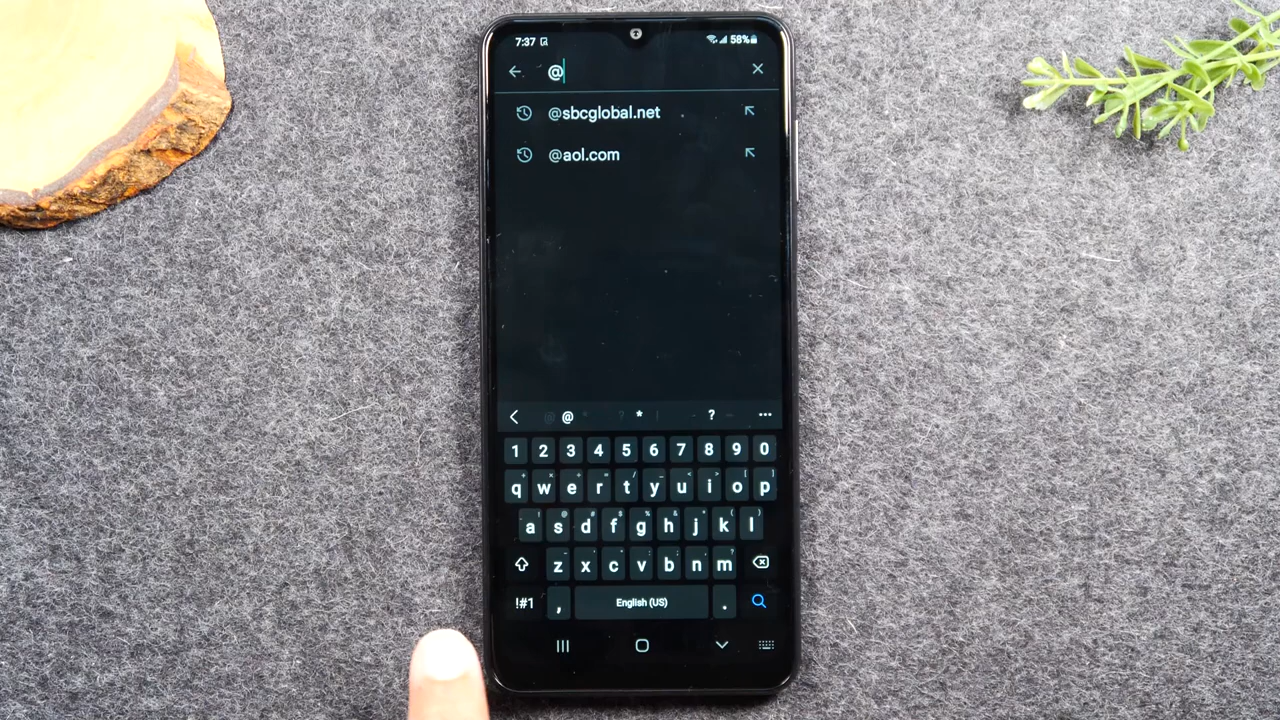 7:37 58%
@
@sbcglobal.net
@aol.com
@ * ? ...
1 2 3 4 5 6 7 8 9 0
q w e r t y u i o p
a s d f g h j k l
z x c v b n m
!#1 , English (US) .